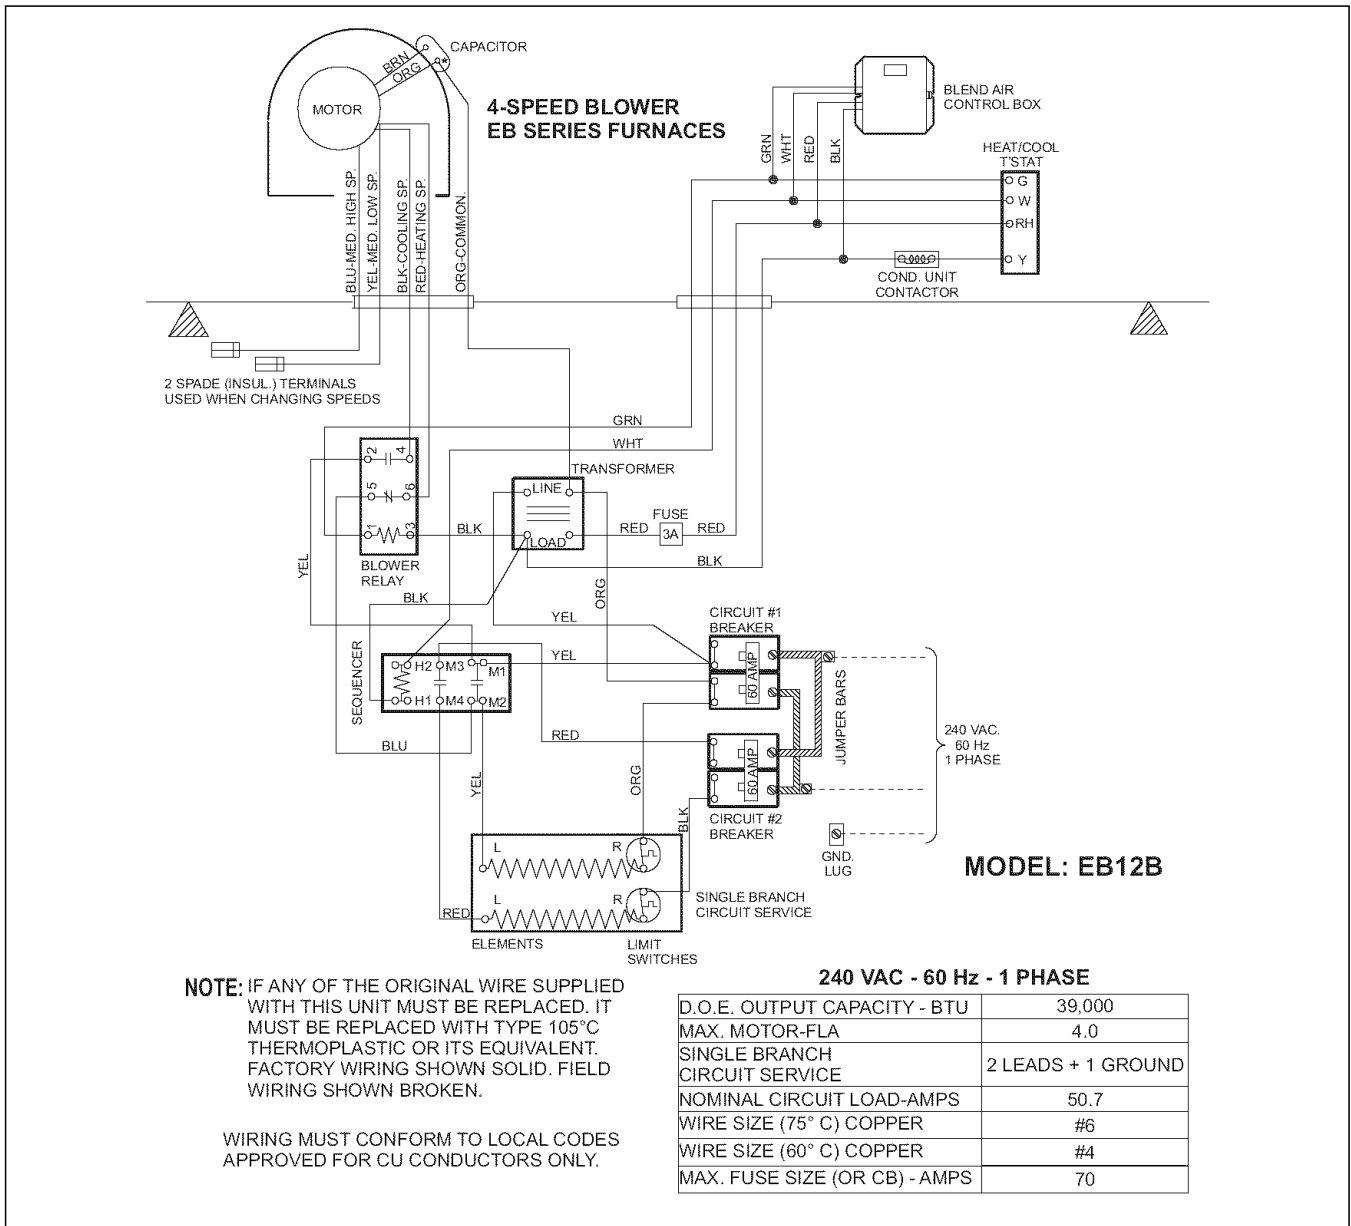 CAPACITOR
BRN
ORG
MOTOR
4-SPEED BLOWER
EB SERIES FURNACES
BLEND AIR
CONTROL BOX
GRN
WHT
RED
BLK
HEAT/COOL
T'STAT
G
W
RH
Y
COND. UNIT
CONTACTOR
BLU-MED. HIGH SP.
YEL-MED. LOW SP.
BLK-COOLING SP.
RED-HEATING SP.
ORG-COMMON.
2 SPADE (INSUL.) TERMINALS
USED WHEN CHANGING SPEEDS
GRN
WHT
TRANSFORMER
2
4
5
6
1
3
BLOWER
RELAY
LINE
LOAD
BLK
RED
FUSE
3A
RED
BLK
YEL
BLK
ORG
YEL
YEL
SEQUENCER
H2
M3
M1
H1
M4
M2
BLU
RED
YEL
ORG
BLK
CIRCUIT #1
BREAKER
60 AMP
60 AMP
CIRCUIT #2
BREAKER
JUMPER BARS
240 VAC.
60 Hz
1 PHASE
GND.
LUG
MODEL: EB12B
L
R
L
R
RED
ELEMENTS
LIMIT
SWITCHES
SINGLE BRANCH
CIRCUIT SERVICE
NOTE: IF ANY OF THE ORIGINAL WIRE SUPPLIED
WITH THIS UNIT MUST BE REPLACED. IT
MUST BE REPLACED WITH TYPE 105°C
THERMOPLASTIC OR ITS EQUIVALENT.
FACTORY WIRING SHOWN SOLID. FIELD
WIRING SHOWN BROKEN.
WIRING MUST CONFORM TO LOCAL CODES
APPROVED FOR CU CONDUCTORS ONLY.
240 VAC - 60 Hz - 1 PHASE
D.O.E. OUTPUT CAPACITY - BTU 39,000
MAX. MOTOR-FLA 4.0
SINGLE BRANCH
CIRCUIT SERVICE 2 LEADS + 1 GROUND
NOMINAL CIRCUIT LOAD-AMPS 50.7
WIRE SIZE (75° C) COPPER #6
WIRE SIZE (60° C) COPPER #4
MAX. FUSE SIZE (OR CB) - AMPS 70